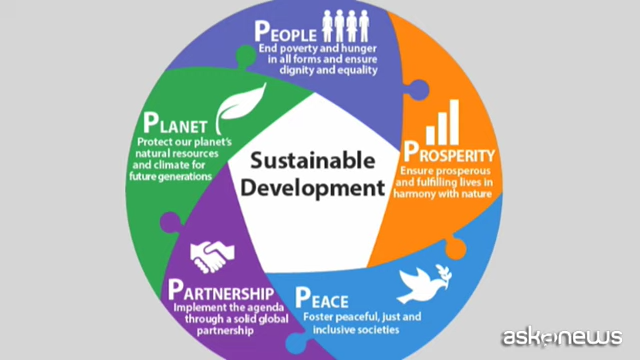 PEOPLE
End poverty and hunger
in all forms and ensure
dignity and equality
PLANET
Protect our planet's
natural resources
and climate for
future generations
PROSPERITY
Ensure prosperous
and fulfilling lives in
harmony with nature
Sustainable
Development
PARTNERSHIP
Implement the agenda
through a solid global
partnership
PEACE
Foster peaceful, just and
inclusive societies
askanews